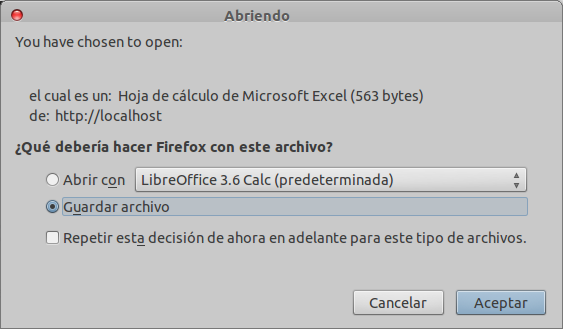 Abriendo
You have chosen to open:
el cual es un: Hoja de cálculo de Microsoft Excel (563 bytes)
de: http://localhost
¿Qué debería hacer Firefox con este archivo?
Abrir con LibreOffice 3.6 Calc (predeterminada)
Guardar archivo
Repetir esta decisión de ahora en adelante para este tipo de archivos.
Cancelar Aceptar